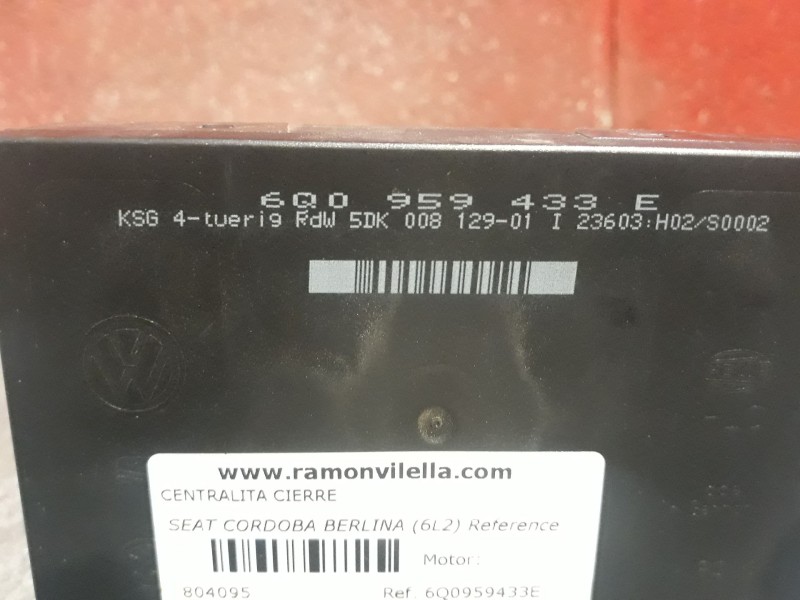 6Q0 959 433 E
KSG 4-tuerig RdW 5DK 008 129-01 I 23603:H02/S0002
VW
www.ramonvilella.com
CENTRALITA CIERRE
SEAT CORDOBA BERLINA (6L2) Reference
Motor:
804095
Ref. 6Q0959433E